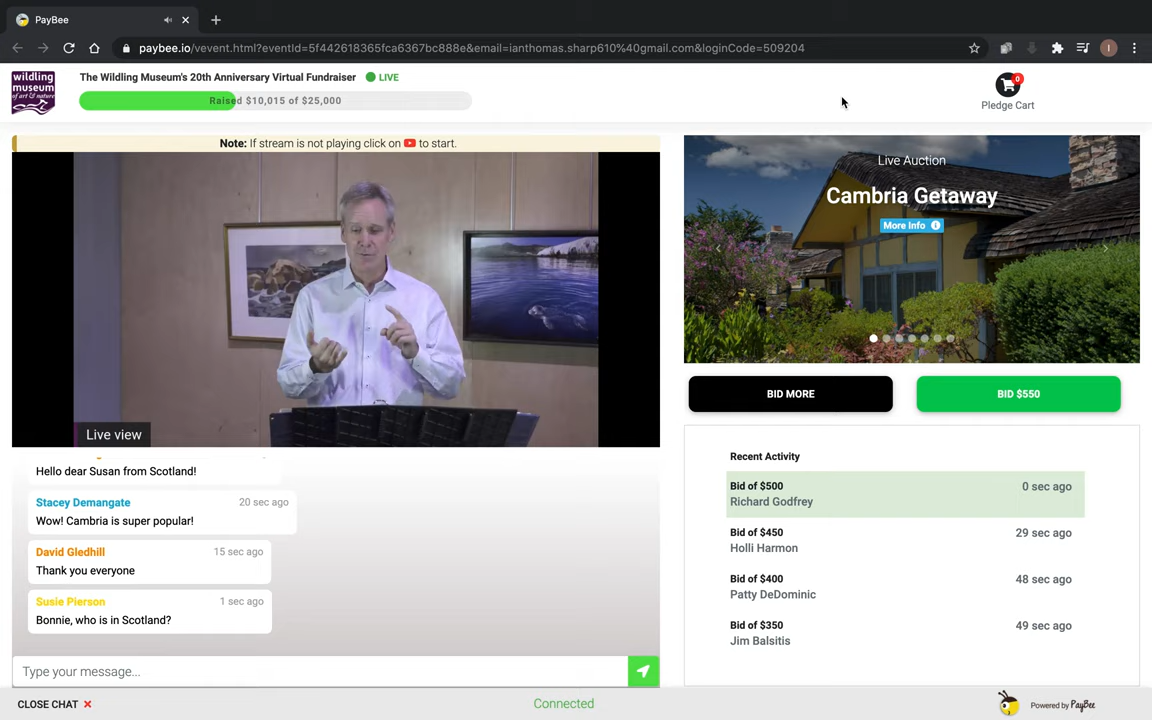 PayBee
paybee.io/vevent.html?eventId=5f442618365fca6367bc888e&email=ianthomas.sharp610%40gmail.com&loginCode=509204
I
wildling
museum
of art & nature
The Wildling Museum's 20th Anniversary Virtual Fundraiser
LIVE
Raised $10,015 of $25,000
0
Pledge Cart
Note: If stream is not playing click on to start.
Live view
Live Auction
Cambria Getaway
More Info
BID MORE
BID $550
Recent Activity
Bid of $500
0 sec ago
Richard Godfrey
Bid of $450
29 sec ago
Holli Harmon
Bid of $400
48 sec ago
Patty DeDominic
Bid of $350
49 sec ago
Jim Balsitis
Hello dear Susan from Scotland!
Stacey Demangate
20 sec ago
Wow! Cambria is super popular!
David Gledhill
15 sec ago
Thank you everyone
Susie Pierson
1 sec ago
Bonnie, who is in Scotland?
Type your message...
CLOSE CHAT
Connected
Powered by PayBee